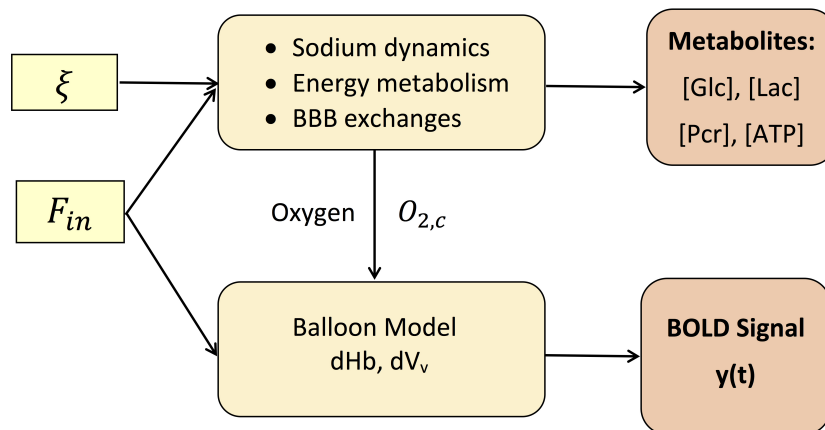 ξ
F_in
• Sodium dynamics
• Energy metabolism
• BBB exchanges
Metabolites:
[Glc], [Lac]
[Pcr], [ATP]
Oxygen O_2,c
Balloon Model
dHb, dVᵥ
BOLD Signal
y(t)